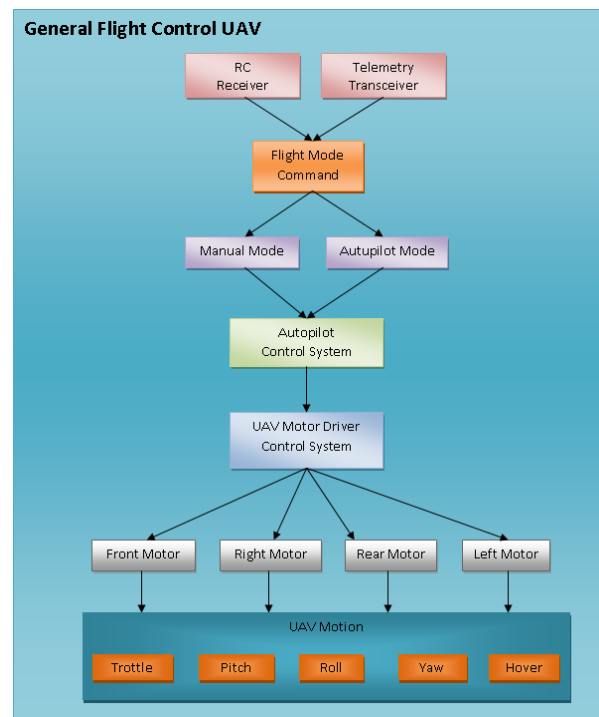 General Flight Control UAV
RC
Receiver
Telemetry
Transceiver
Flight Mode
Command
Manual Mode
Autupilot Mode
Autopilot
Control System
UAV Motor Driver
Control System
Front Motor
Right Motor
Rear Motor
Left Motor
UAV Motion
Trottle
Pitch
Roll
Yaw
Hover